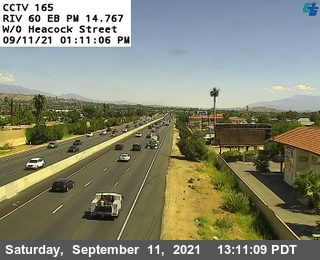 CCTV 165
RIV 60 EB PM 14.767
W/O Heacock Street
09/11/21 01:11:06 PM
Saturday, September 11, 2021 13:11:09 PDT